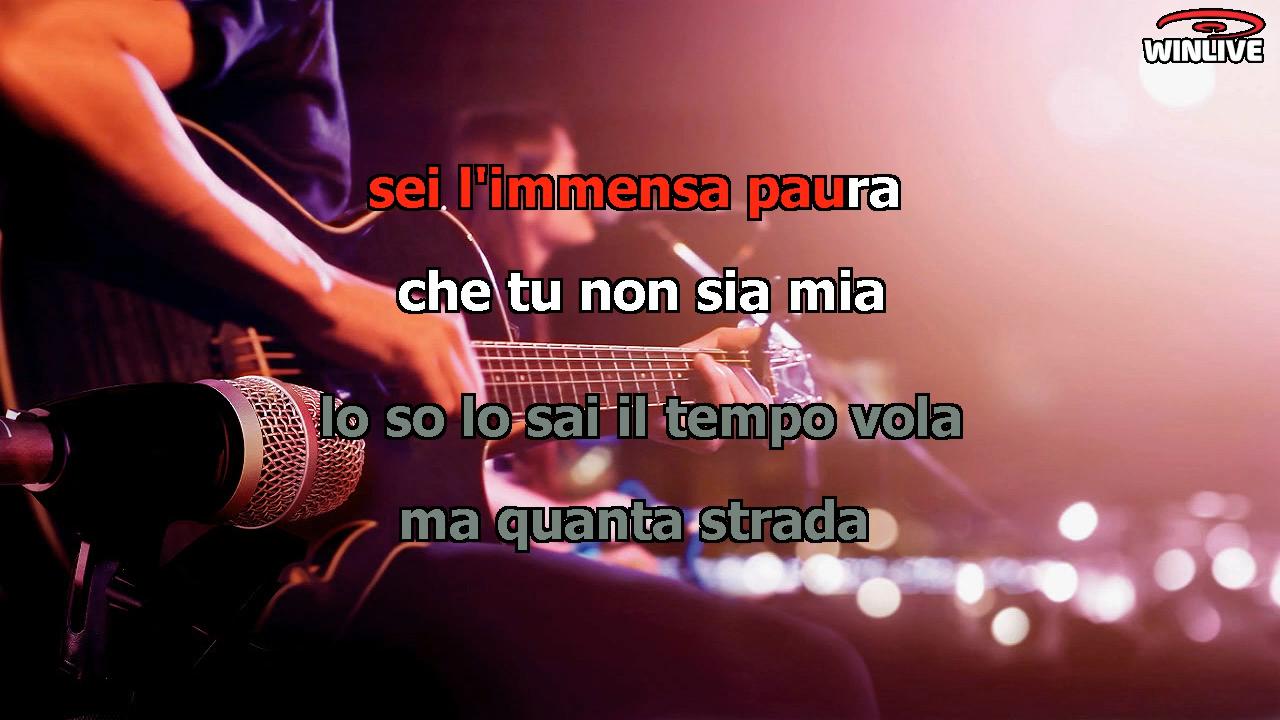 WINLIVE
sei l'immensa paura
che tu non sia mia
lo so lo sai il tempo vola
ma quanta strada